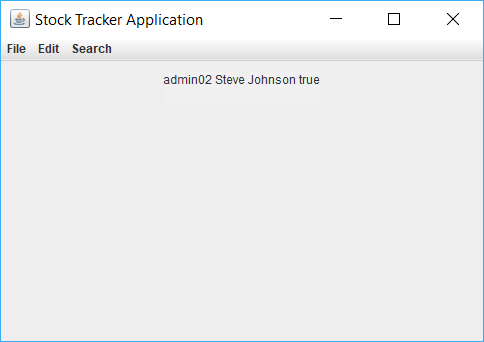 Stock Tracker Application
File Edit Search
admin02 Steve Johnson true